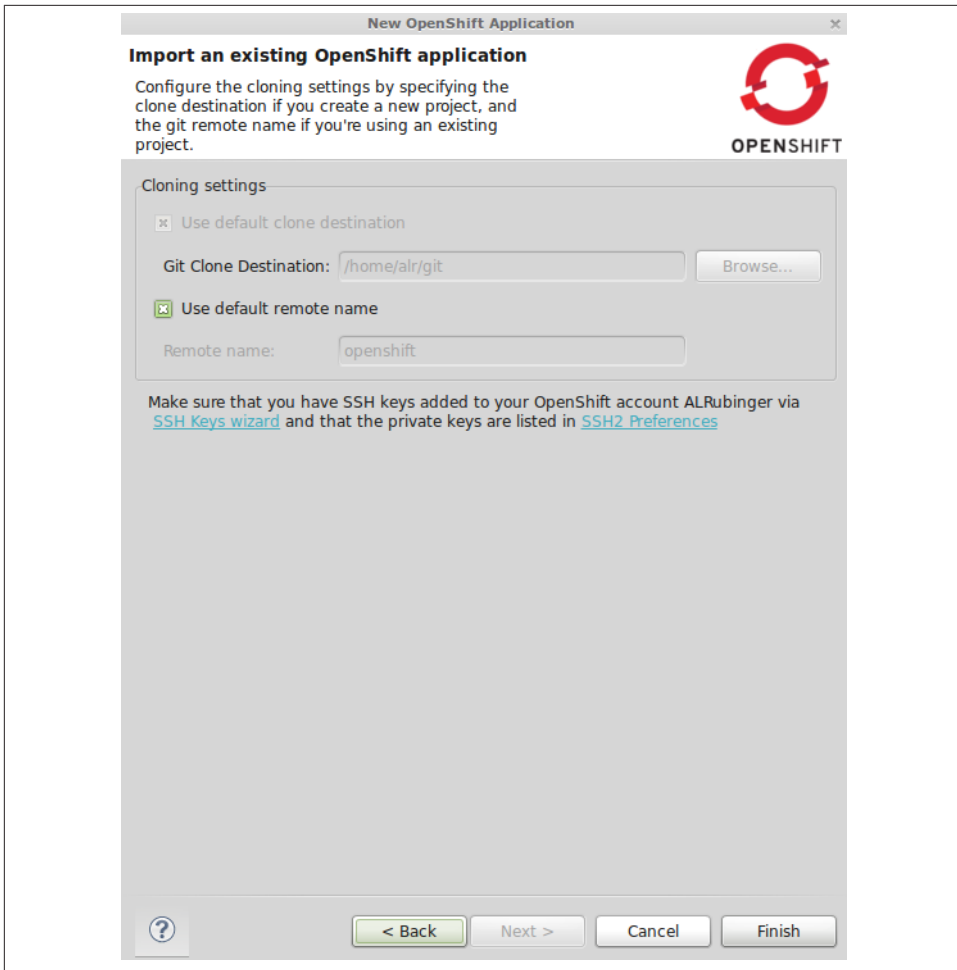 New OpenShift Application
Import an existing OpenShift application
Configure the cloning settings by specifying the
clone destination if you create a new project, and
the git remote name if you're using an existing
project.
OPENSHIFT
Cloning settings
Use default clone destination
Git Clone Destination: /home/alr/git Browse...
Use default remote name
Remote name: openshift
Make sure that you have SSH keys added to your OpenShift account ALRubinger via
SSH Keys wizard and that the private keys are listed in SSH2 Preferences
? < Back Next > Cancel Finish